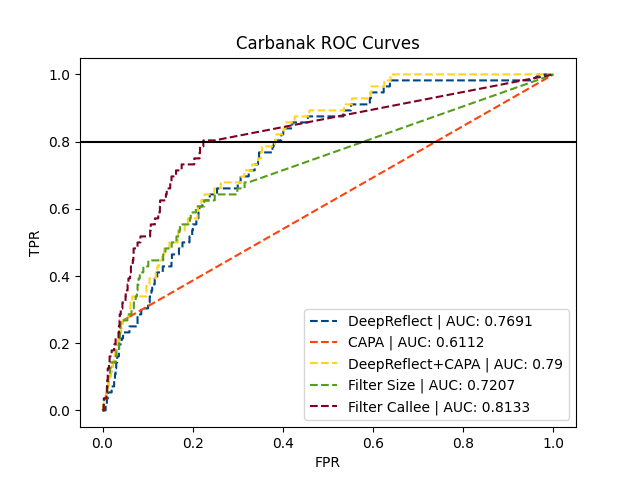 Carbanak ROC Curves
TPR
1.0
0.8
0.6
0.4
0.2
0.0
DeepReflect | AUC: 0.7691
CAPA | AUC: 0.6112
DeepReflect+CAPA | AUC: 0.79
Filter Size | AUC: 0.7207
Filter Callee | AUC: 0.8133
0.0 0.2 0.4 0.6 0.8 1.0
FPR